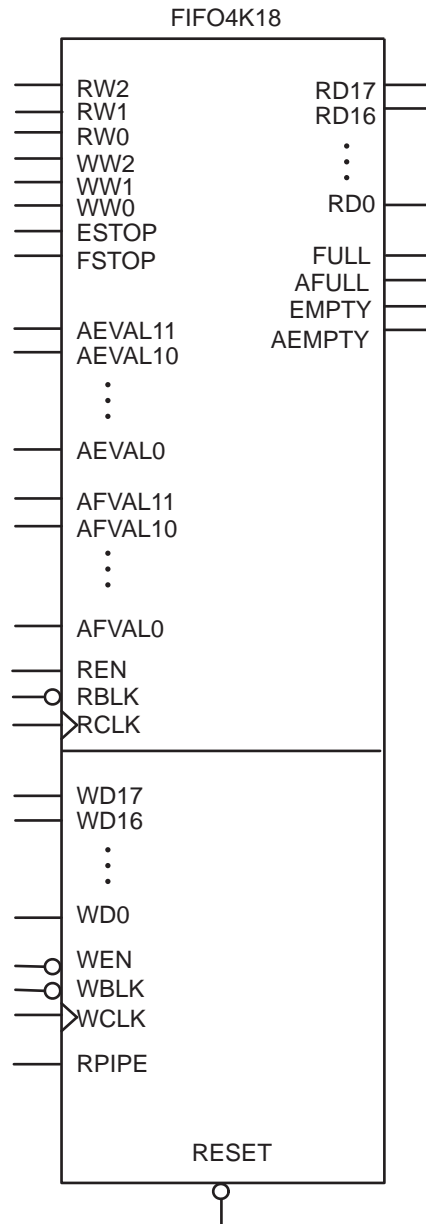 FIFO4K18
RW2
RW1
RW0
WW2
WW1
WW0
ESTOP
FSTOP
AEVAL11
AEVAL10
AEVAL0
AFVAL11
AFVAL10
AFVAL0
REN
RBLK
RCLK
RD17
RD16
RD0
FULL
AFULL
EMPTY
AEMPTY
WD17
WD16
WD0
WEN
WBLK
WCLK
RPIPE
RESET